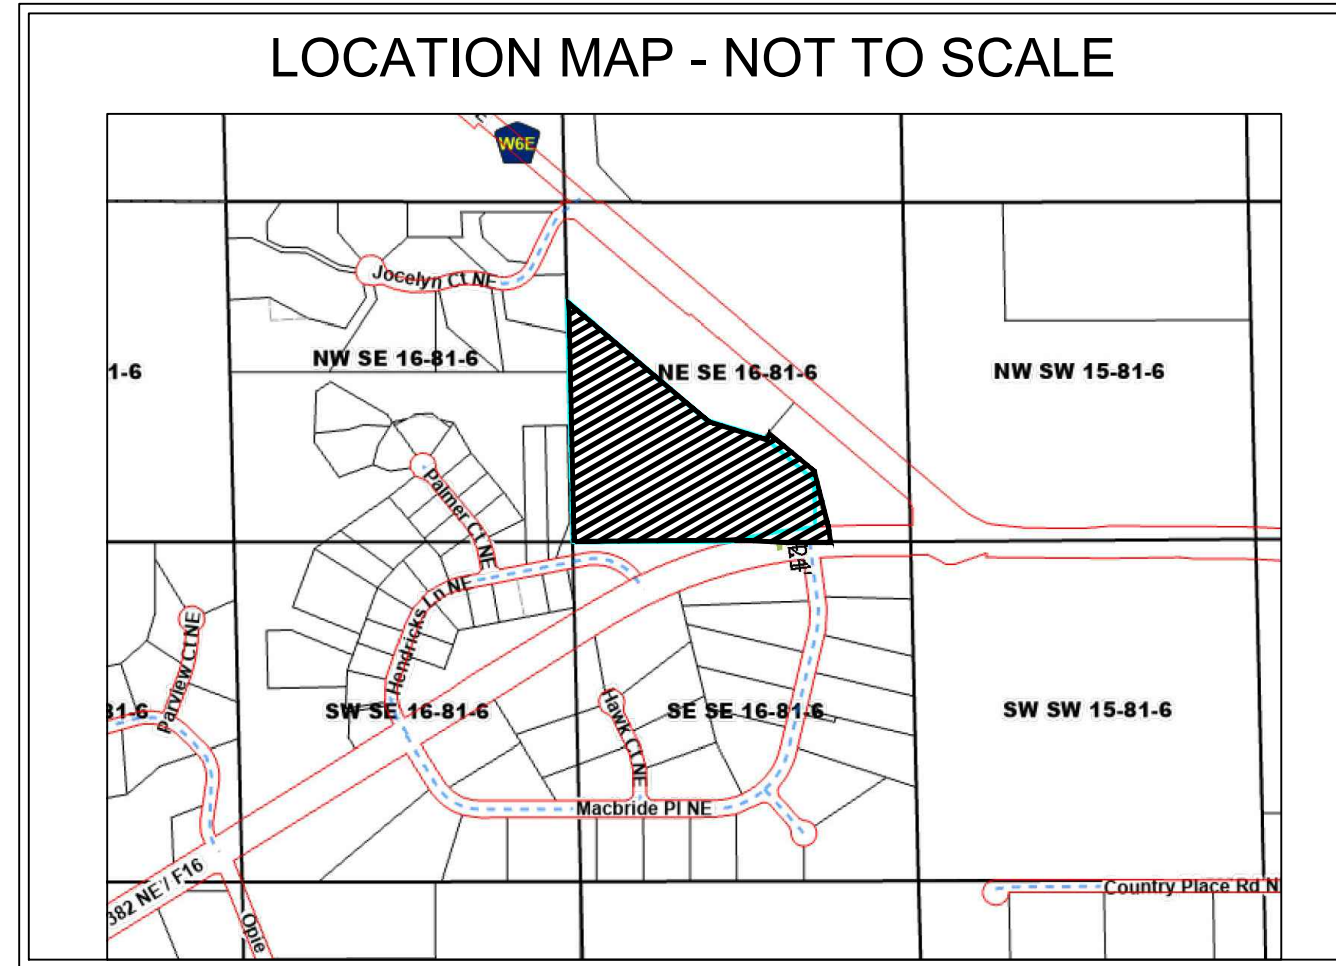 LOCATION MAP - NOT TO SCALE
W6E
Jocelyn Ct NE
NW SE 16-81-6
NE SE 16-81-6
NW SW 15-81-6
1-6
Palmer Ct NE
Hendricks Ln NE
Parview Ct NE
31-6
SW SE 16-81-6
Hawk Ct NE
SE SE 16-81-6
SW SW 15-81-6
Macbride Pl NE
382 NE / F16
Opie
Country Place Rd N